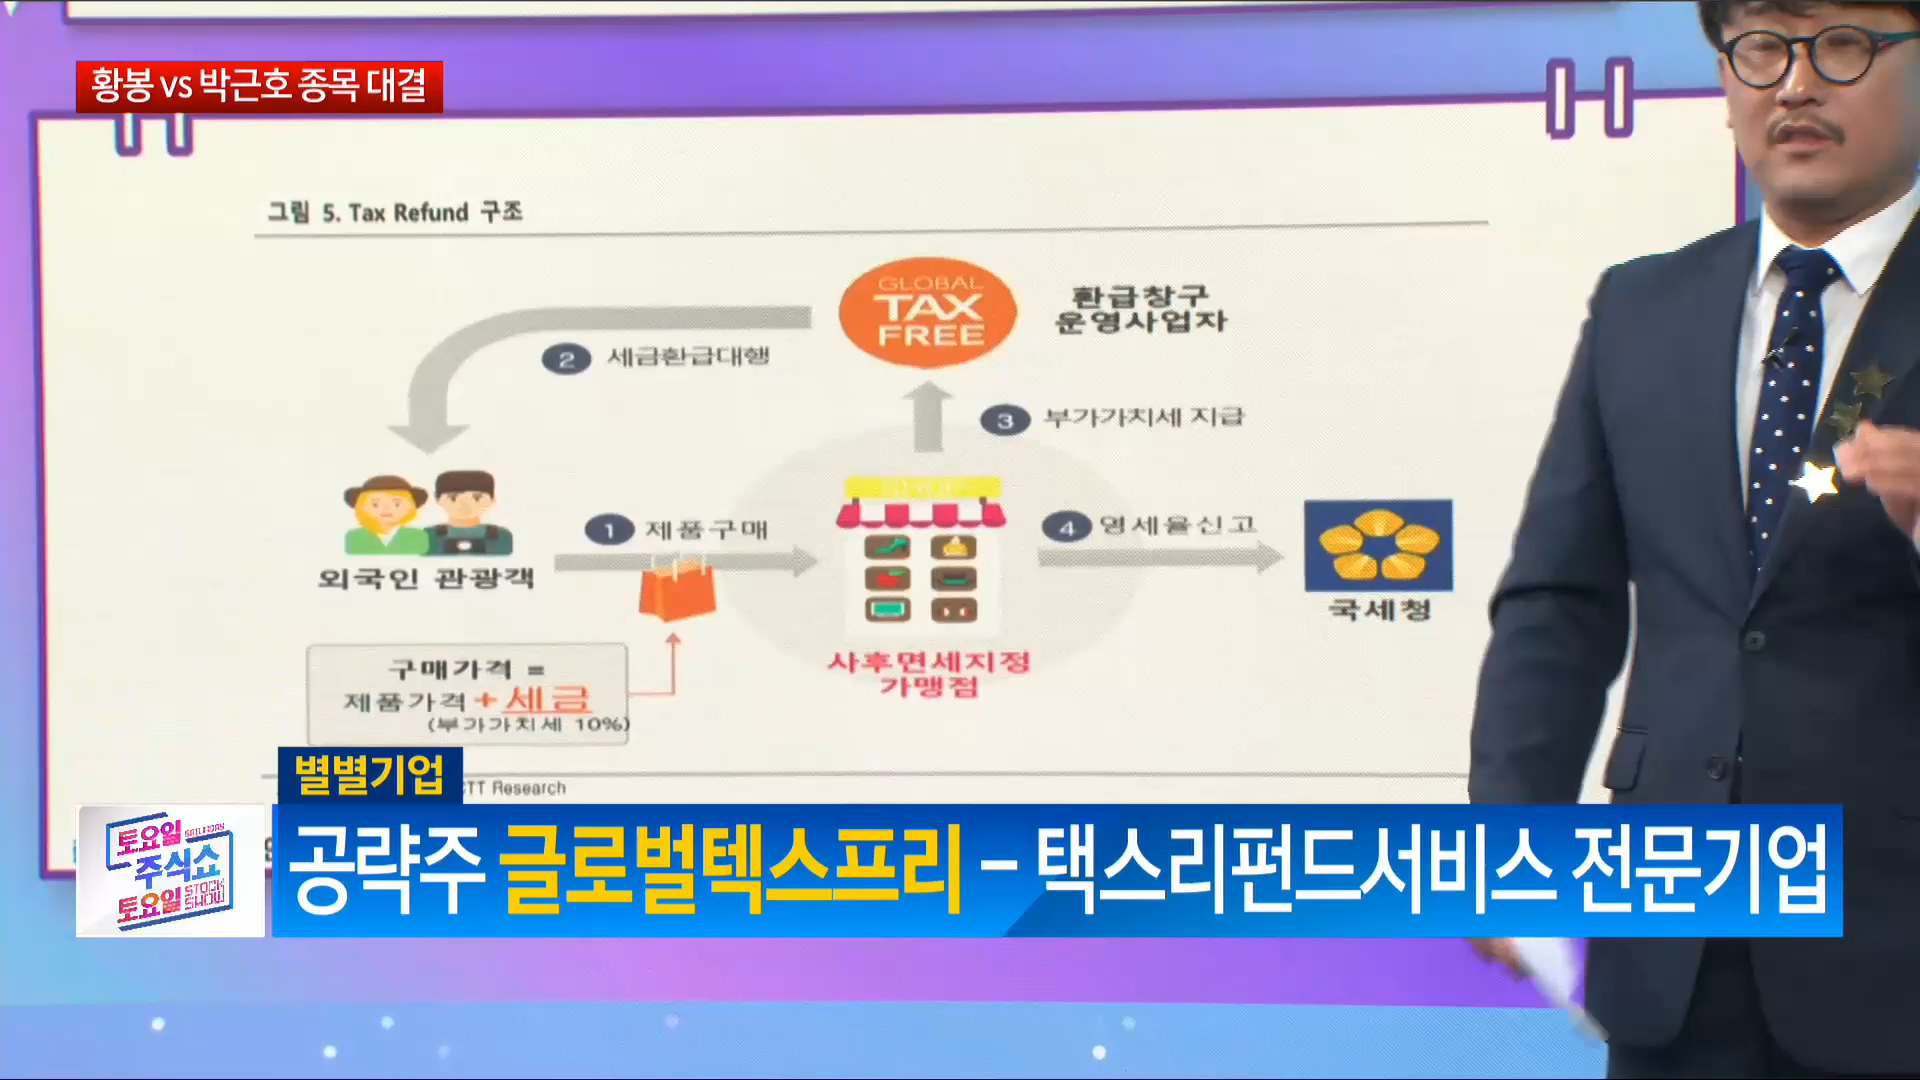 황봉 vs 박근호 종목 대결
그림 5. Tax Refund 구조
GLOBAL
TAX
FREE
환급창구
운영사업자
2 세금환급대행
3 부가가치세 지급
1 제품구매
4 영세율신고
외국인 관광객
국세청
사후면세지정
가맹점
구매가격 =
제품가격 + 세금
(부가가치세 10%)
별별기업
CTT Research
토요일 SATURDAY
주식쇼
토요일 STOCK
SHOW
공략주 글로벌텍스프리 - 택스리펀드서비스 전문기업